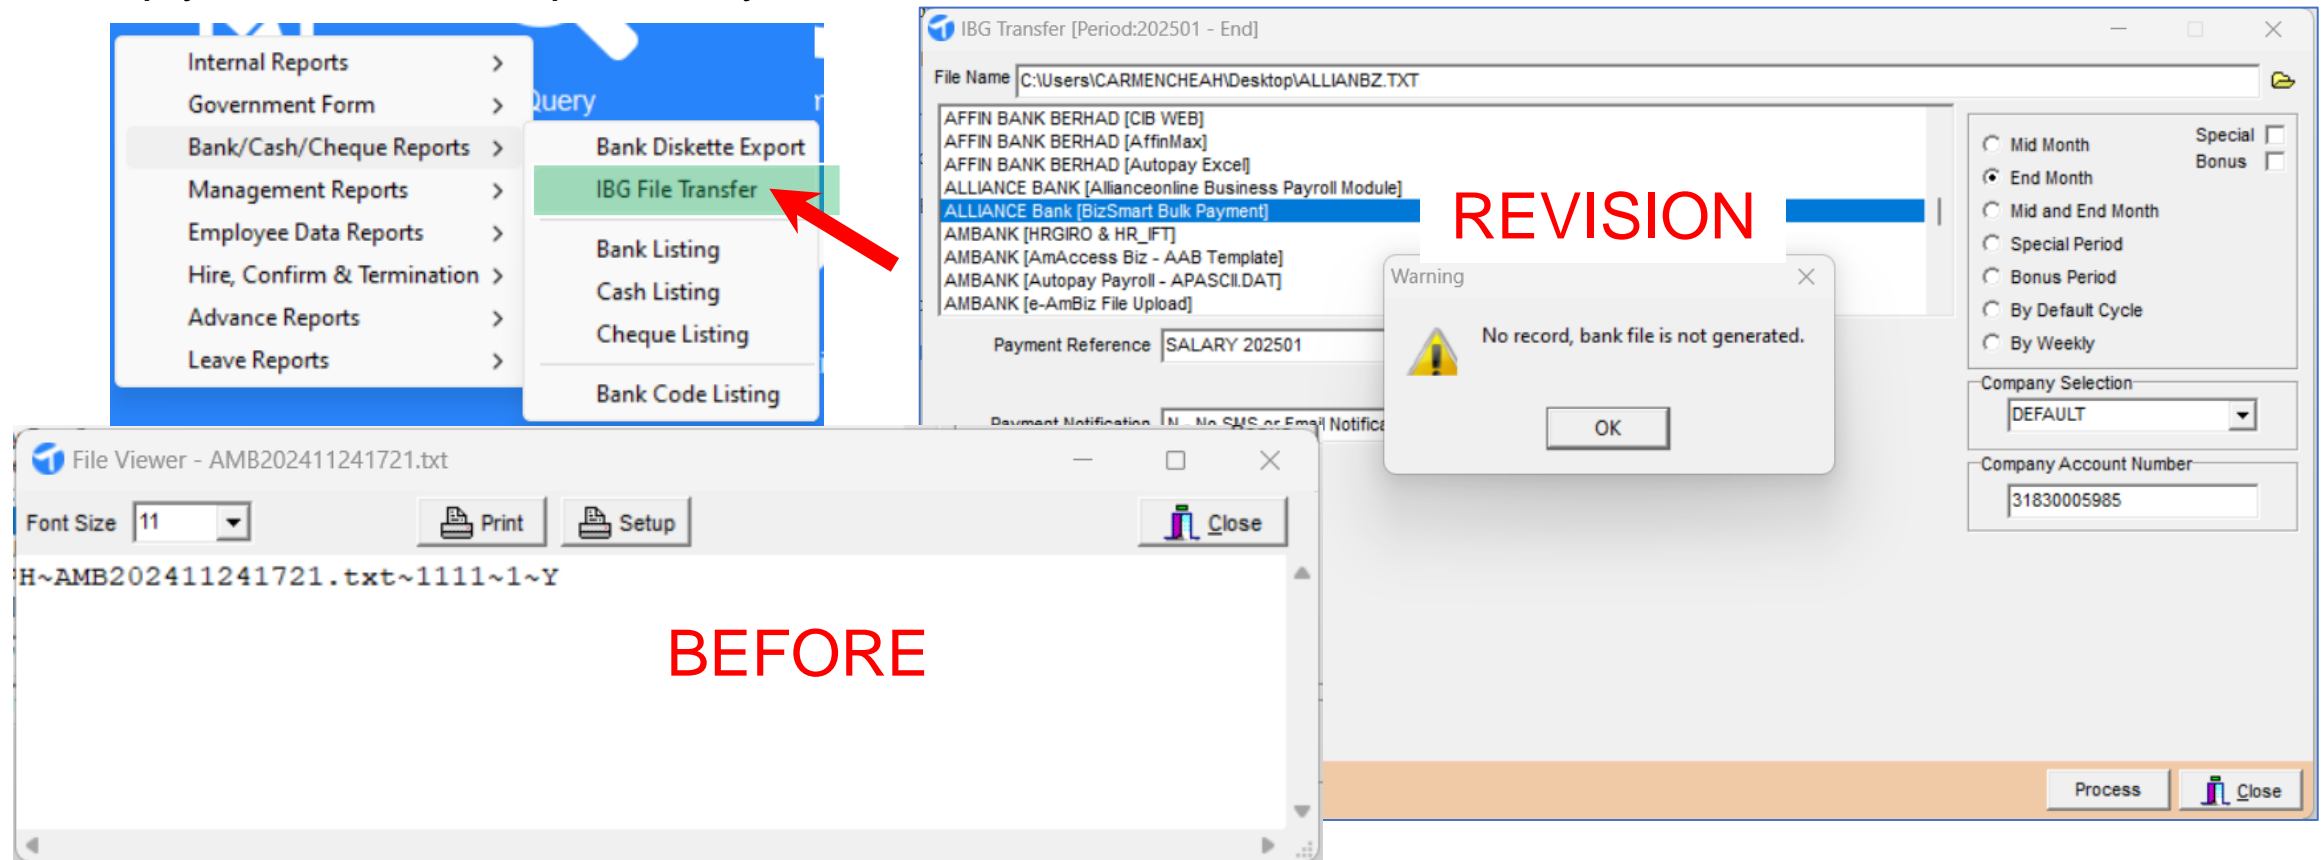 Internal Reports
Government Form
Bank/Cash/Cheque Reports
Management Reports
Employee Data Reports
Hire, Confirm & Termination
Advance Reports
Leave Reports
Query
Bank Diskette Export
IBG File Transfer
Bank Listing
Cash Listing
Cheque Listing
Bank Code Listing
IBG Transfer [Period:202501 - End]
File Name C:\Users\CARMENCHEAH\Desktop\ALLIANBZ.TXT
AFFIN BANK BERHAD [CIB WEB]
AFFIN BANK BERHAD [AffinMax]
AFFIN BANK BERHAD [Autopay Excel]
ALLIANCE BANK [Allianceonline Business Payroll Module]
ALLIANCE Bank [BizSmart Bulk Payment]
AMBANK [HRGIRO & HR_IFT]
AMBANK [AmAccess Biz - AAB Template]
AMBANK [Autopay Payroll - APASCII.DAT]
AMBANK [e-AmBiz File Upload]
REVISION
Payment Reference SALARY 202501
Payment Notification N - No SMS or Email Notifica
Warning
No record, bank file is not generated.
OK
Special
Bonus
Mid Month
End Month
Mid and End Month
Special Period
Bonus Period
By Default Cycle
By Weekly
Company Selection
DEFAULT
Company Account Number
31830005985
Process
Close
File Viewer - AMB202411241721.txt
Font Size 11
Print
Setup
Close
H~AMB202411241721.txt~1111~1~Y
BEFORE